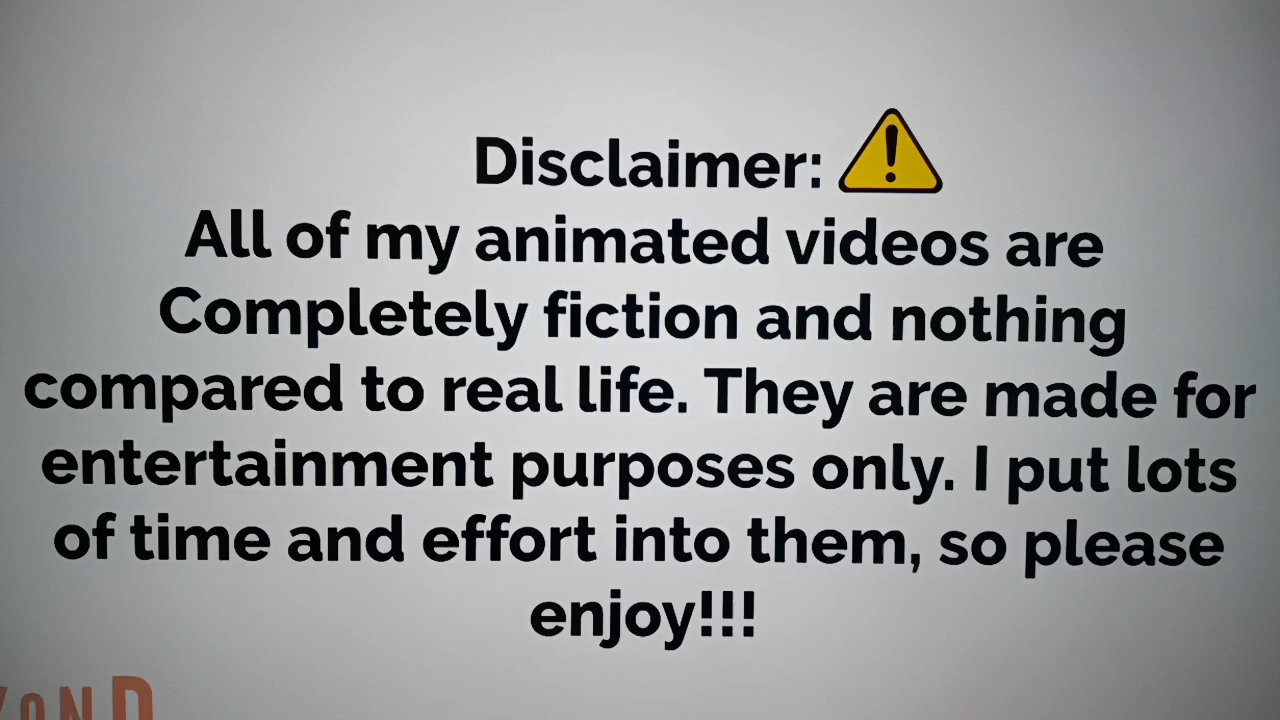 Disclaimer: ⚠️
All of my animated videos are
Completely fiction and nothing
compared to real life. They are made for
entertainment purposes only. I put lots
of time and effort into them, so please
enjoy!!!